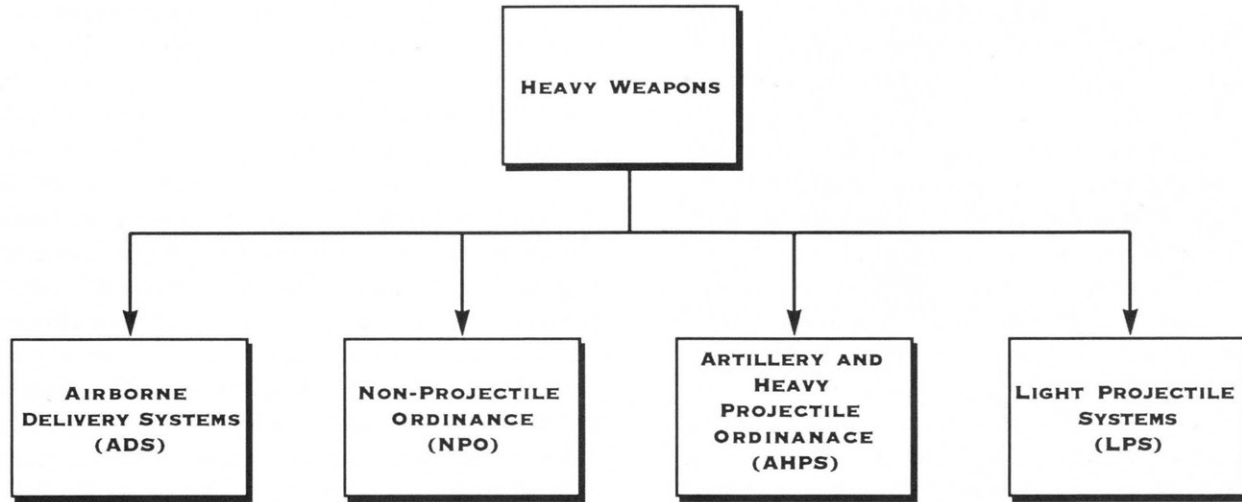 HEAVY WEAPONS
AIRBORNE
DELIVERY SYSTEMS
(ADS)
NON-PROJECTILE
ORDINANCE
(NPO)
ARTILLERY AND
HEAVY
PROJECTILE
ORDINANACE
(AHPS)
LIGHT PROJECTILE
SYSTEMS
(LPS)